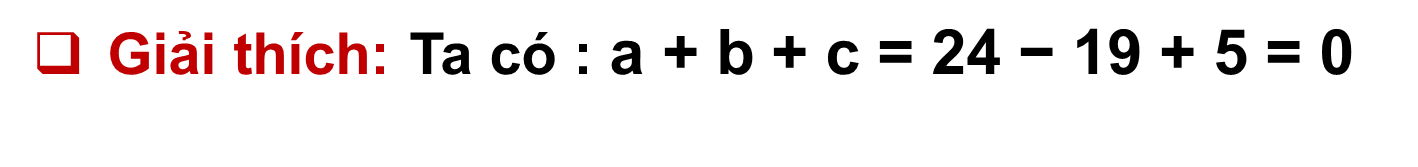 ❑ Giải thích: Ta có : a + b + c = 24 − 19 + 5 = 0